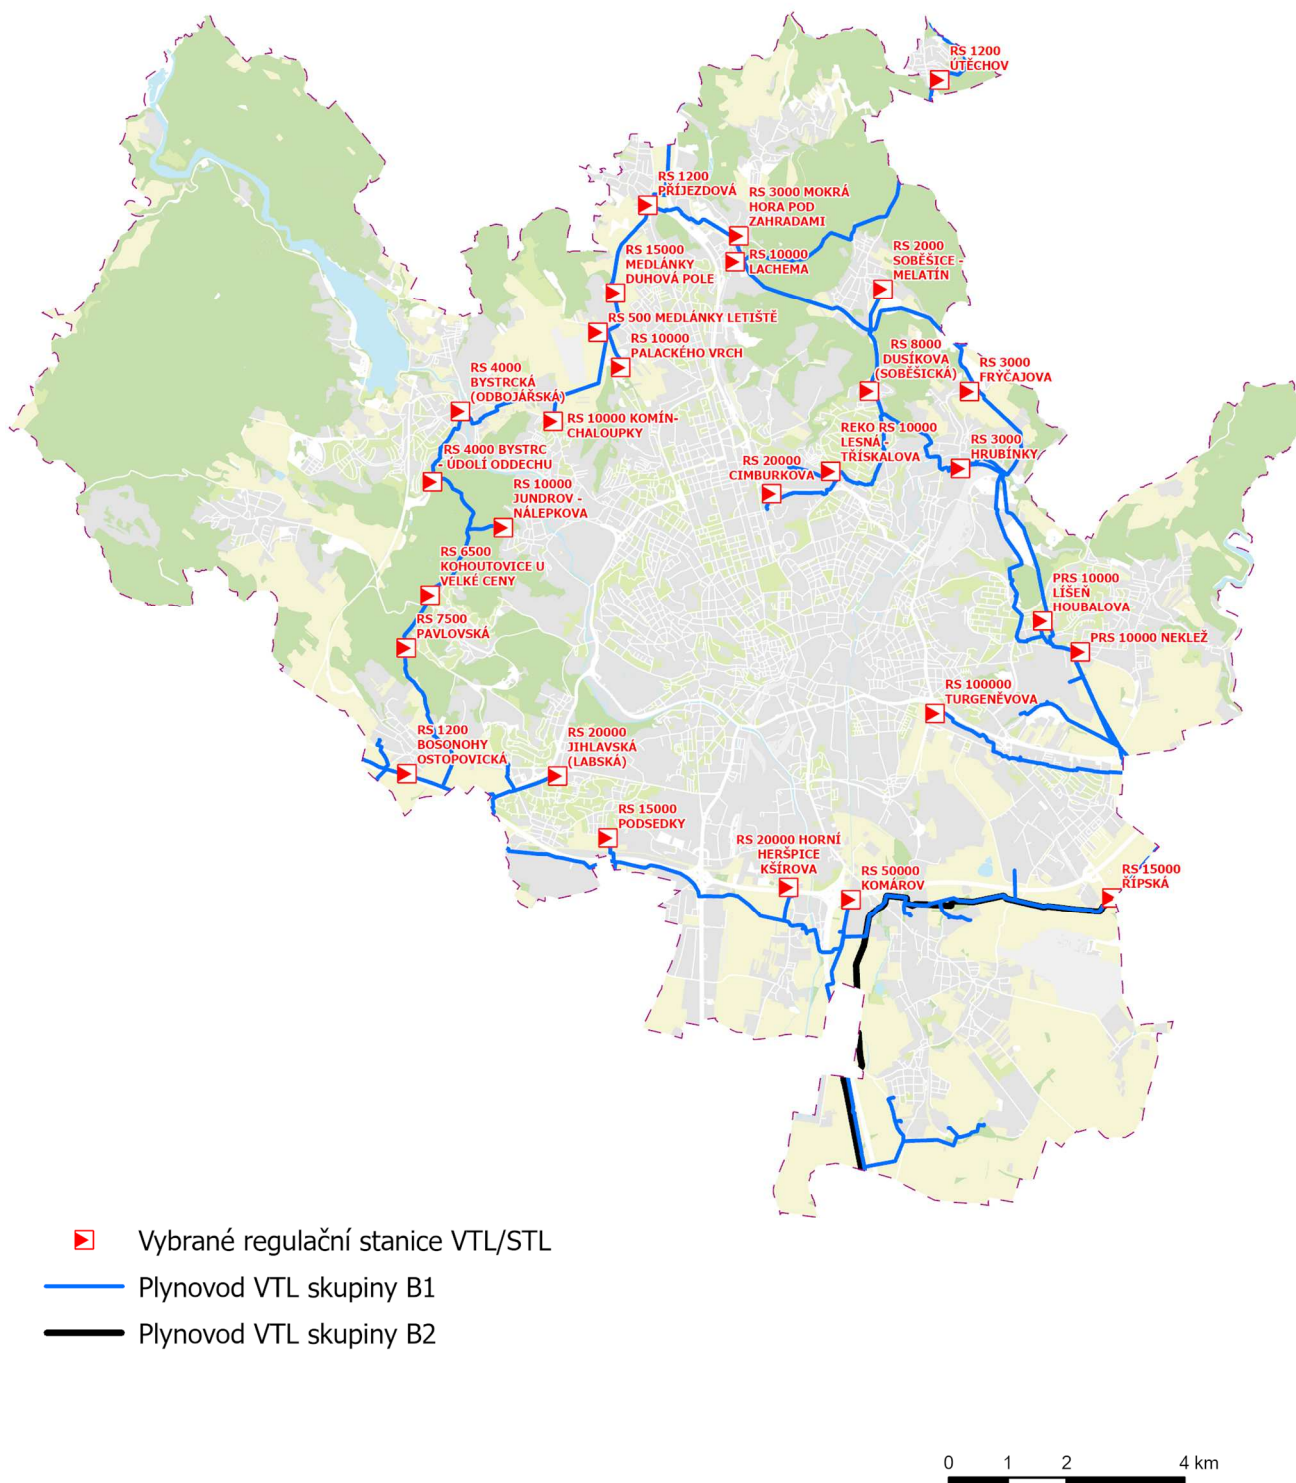 RS 1200
ÚTĚCHOV
RS 1200
PŘÍJEZDOVÁ
RS 3000 MOKRÁ
HORA POD
ZAHRADAMI
RS 15000
MEDLÁNKY
DUHOVÁ POLE
RS 10000
LACHEMA
RS 2000
SOBĚŠICE -
MELATÍN
RS 500 MEDLÁNKY LETIŠTĚ
RS 10000
PALACKÉHO VRCH
RS 8000
DUSÍKOVA
(SOBĚŠICKÁ)
RS 3000
FRÝČAJOVA
RS 4000
BYSTRCKÁ
(ODBOJÁŘSKÁ)
RS 10000 KOMÍN-
CHALOUPKY
REKO RS 10000
LESNÁ -
TŘÍSKALOVA
RS 3000
HRUBÍNKY
RS 4000 BYSTRC
- ÚDOLÍ ODDECHU
RS 20000
CIMBURKOVA
RS 10000
JUNDROV -
NÁLEPKOVA
RS 6500
KOHOUTOVICE U
VELKÉ CENY
PRS 10000
LÍŠEŇ
HOUBALOVA
RS 7500
PAVLOVSKÁ
PRS 10000 NEKLEŽ
RS 100000
TURGENĚVOVA
RS 1200
BOSONOHY
OSTOPOVICKÁ
RS 20000
JIHLAVSKÁ
(LABSKÁ)
RS 15000
PODSEDKY
RS 20000 HORNÍ
HERŠPICE
KŠÍROVA
RS 50000
KOMÁROV
RS 15000
ŘÍPSKÁ
Vybrané regulační stanice VTL/STL
Plynovod VTL skupiny B1
Plynovod VTL skupiny B2
0 1 2 4 km